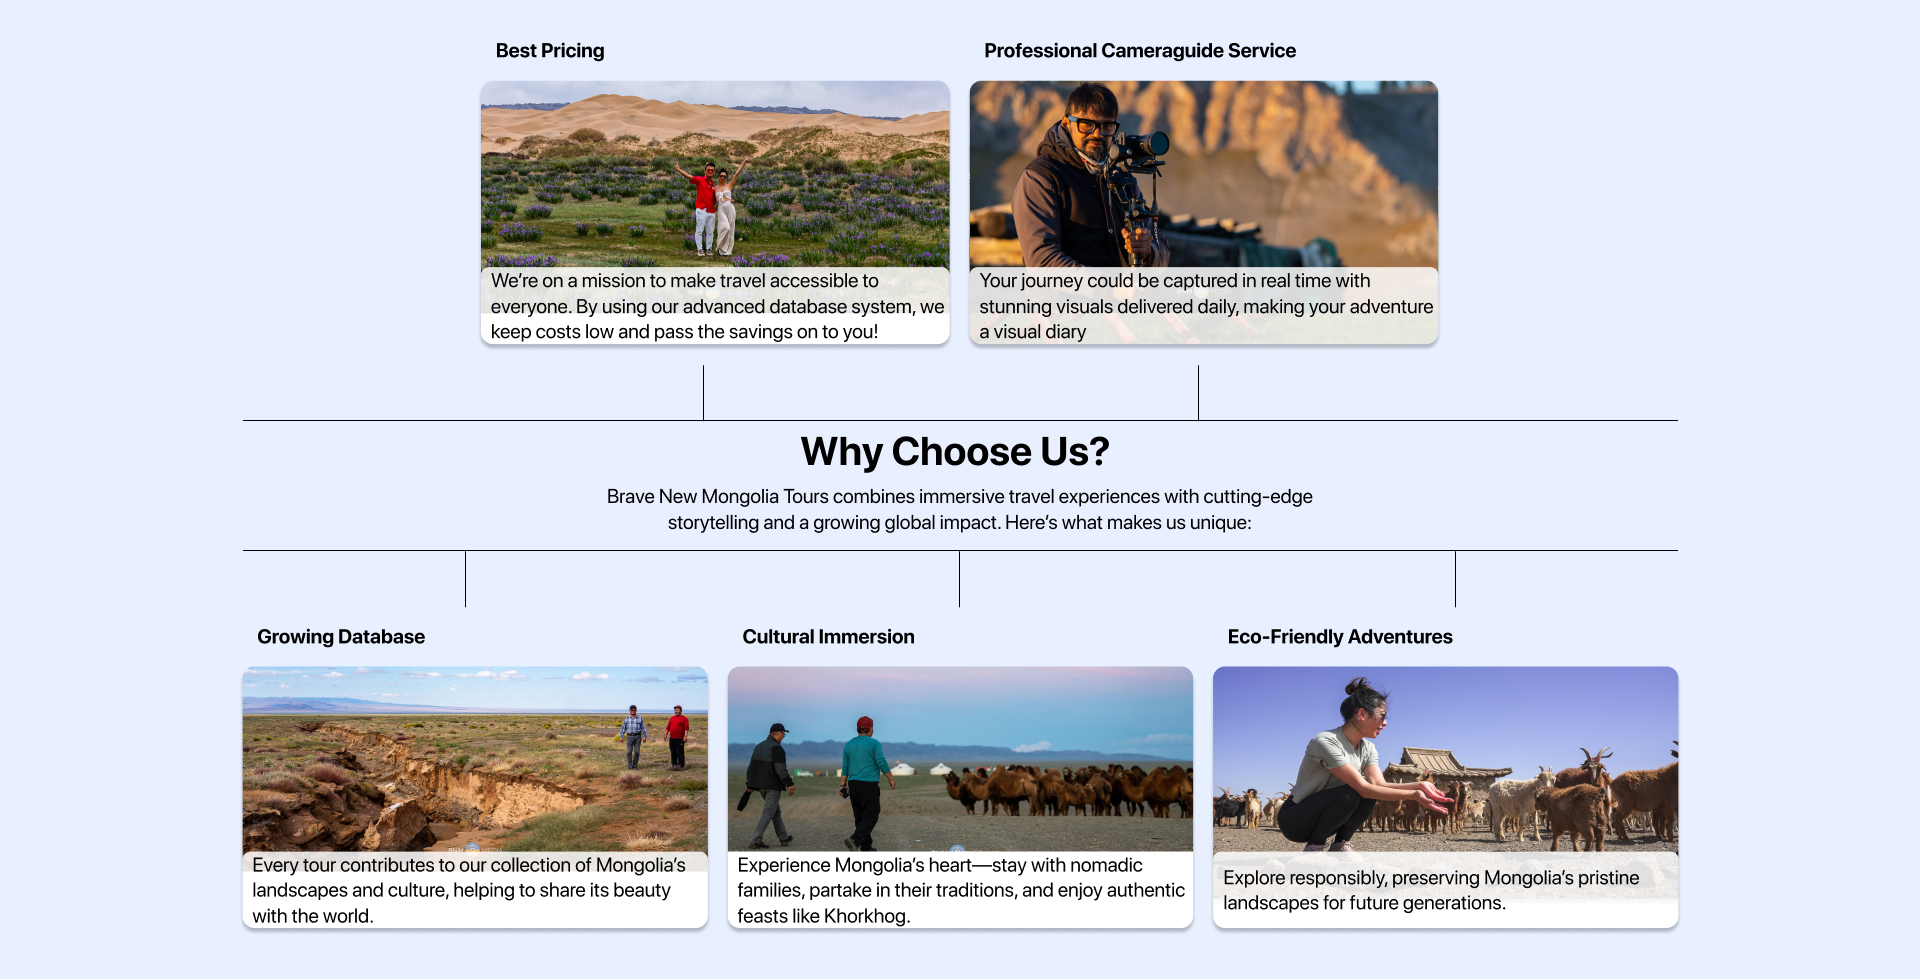 Best Pricing
Professional Cameraguide Service
We’re on a mission to make travel accessible to
everyone. By using our advanced database system, we
keep costs low and pass the savings on to you!
Your journey could be captured in real time with
stunning visuals delivered daily, making your adventure
a visual diary
Why Choose Us?
Brave New Mongolia Tours combines immersive travel experiences with cutting-edge
storytelling and a growing global impact. Here’s what makes us unique:
Growing Database
Cultural Immersion
Eco-Friendly Adventures
Every tour contributes to our collection of Mongolia’s
landscapes and culture, helping to share its beauty
with the world.
Experience Mongolia’s heart—stay with nomadic
families, partake in their traditions, and enjoy authentic
feasts like Khorkhog.
Explore responsibly, preserving Mongolia’s pristine
landscapes for future generations.